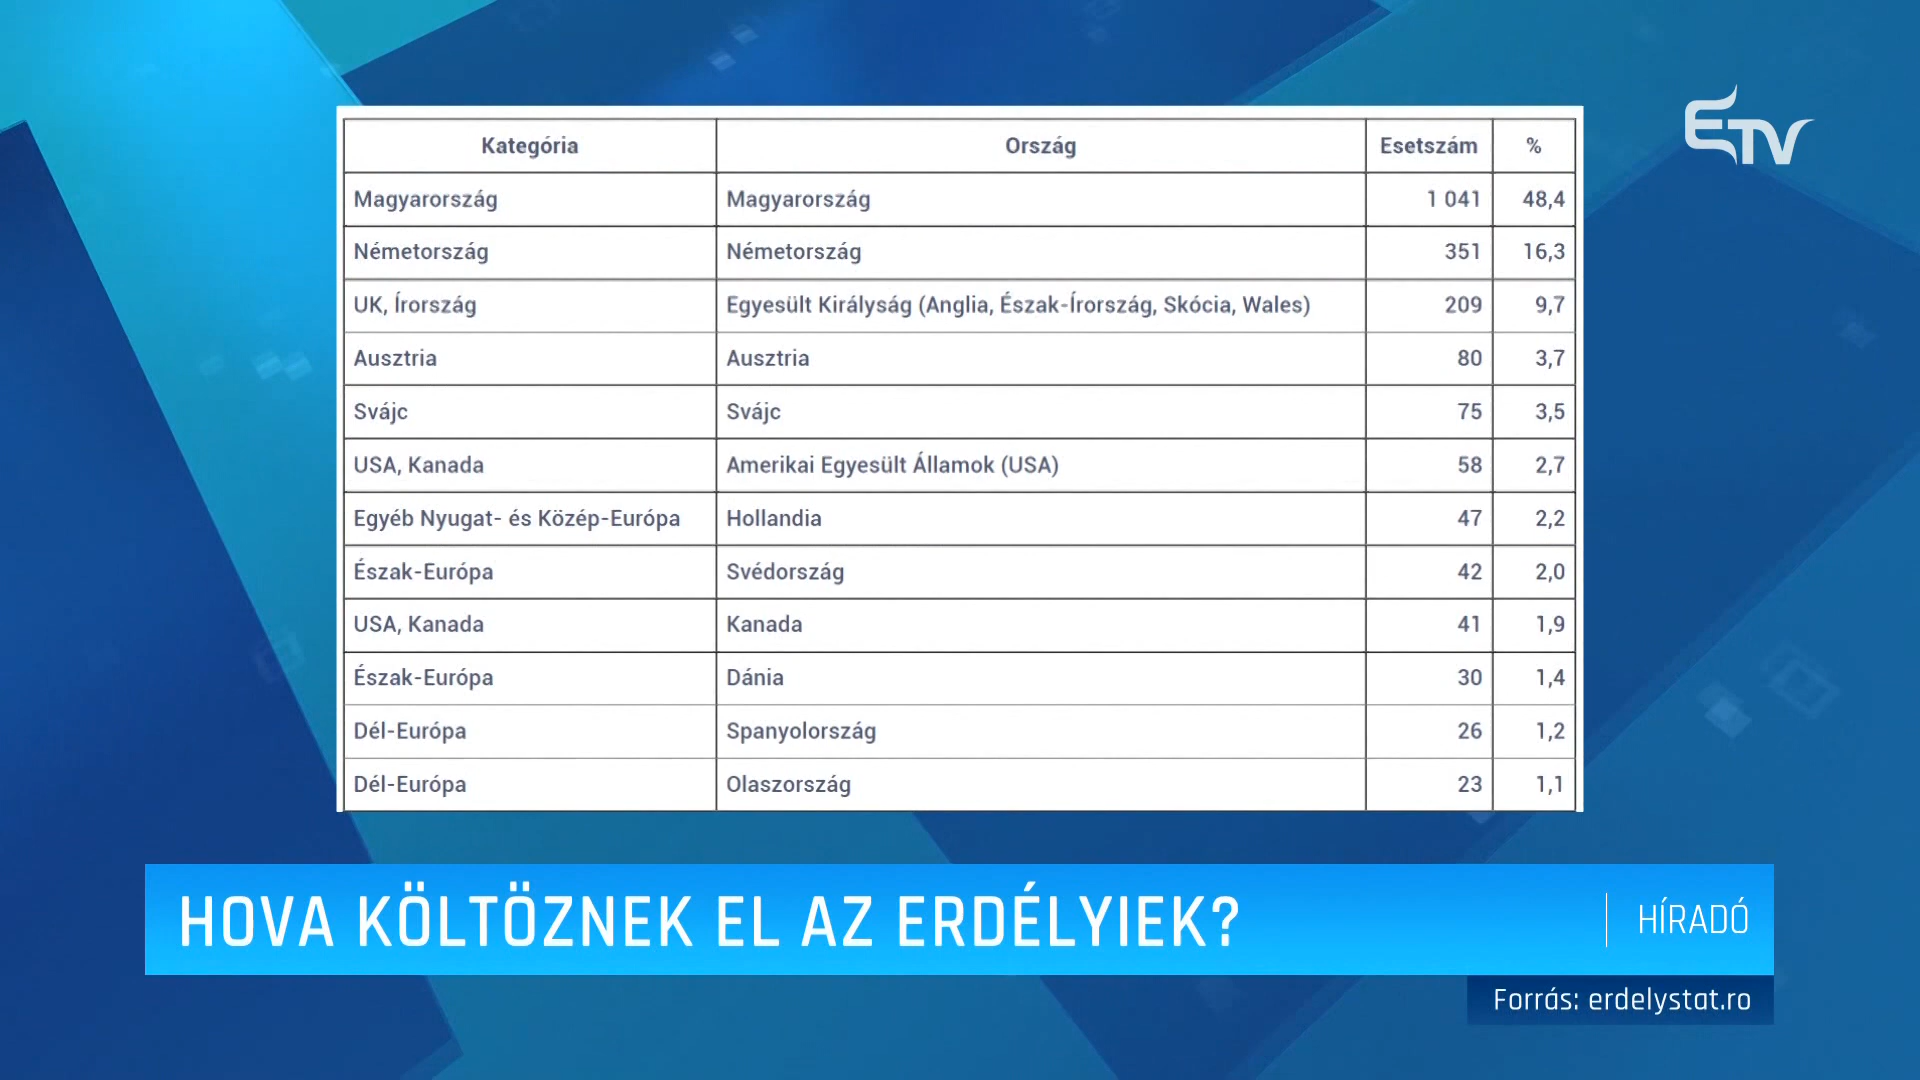 ETV
Kategória Ország Esetszám %
Magyarország Magyarország 1 041 48,4
Németország Németország 351 16,3
UK, Írország Egyesült Királyság (Anglia, Észak-Írország, Skócia, Wales) 209 9,7
Ausztria Ausztria 80 3,7
Svájc Svájc 75 3,5
USA, Kanada Amerikai Egyesült Államok (USA) 58 2,7
Egyéb Nyugat- és Közép-Európa Hollandia 47 2,2
Észak-Európa Svédország 42 2,0
USA, Kanada Kanada 41 1,9
Észak-Európa Dánia 30 1,4
Dél-Európa Spanyolország 26 1,2
Dél-Európa Olaszország 23 1,1
HOVA KÖLTÖZNEK EL AZ ERDÉLYIEK? HÍRADÓ
Forrás: erdelystat.ro